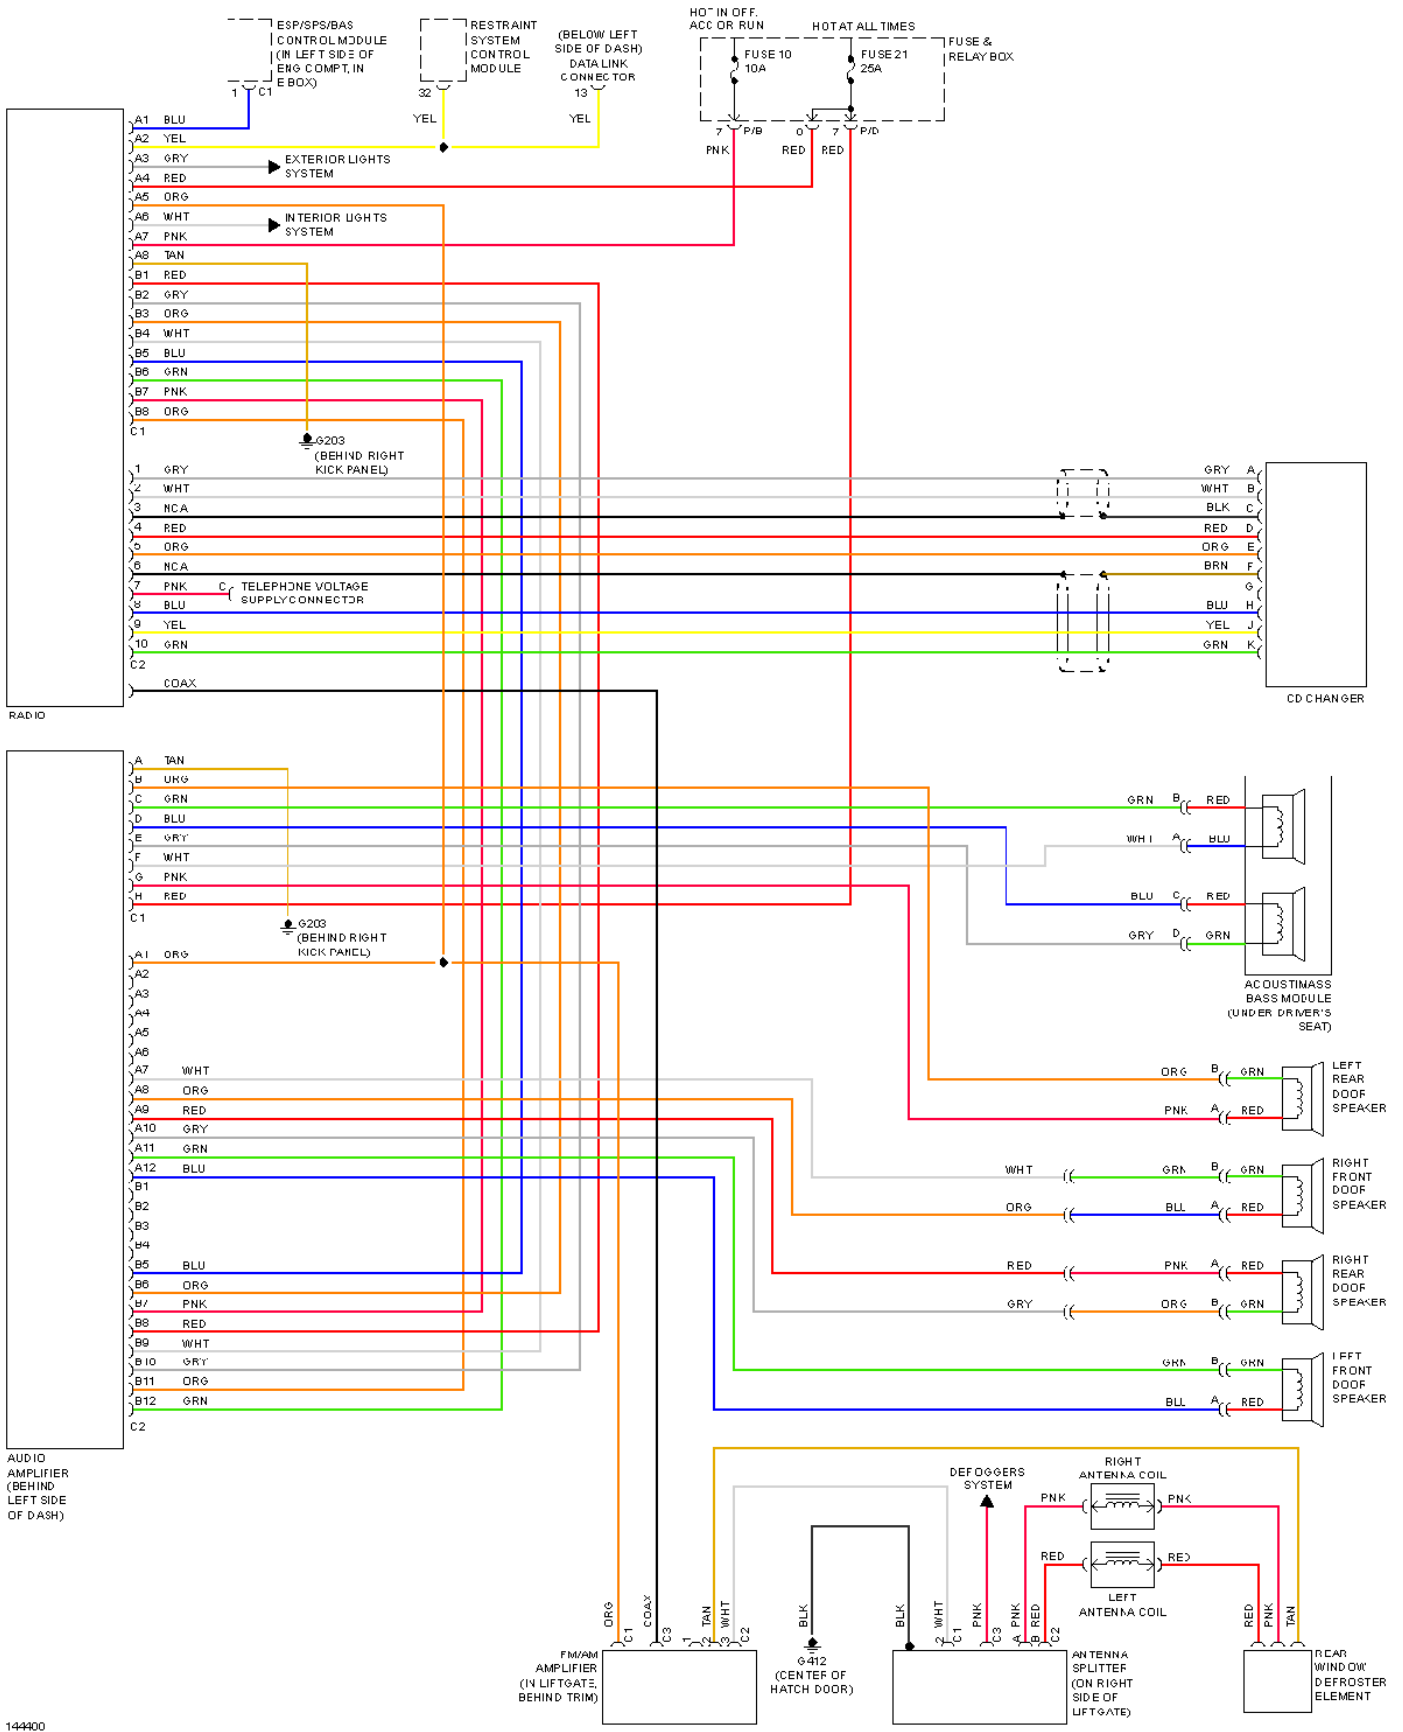 ESP/SPS/BAS
CONTROL MODULE
(IN LEFT SIDE OF
ENG COMPT, IN
E BOX)
1 C1
RESTRAINT
SYSTEM
CONTROL
MODULE
32
YEL
(BELOW LEFT
SIDE OF DASH)
DATA LINK
CONNECTOR
13
YEL
HOT IN OFF,
ACC OR RUN
HOT AT ALL TIMES
FUSE 10
10A
FUSE 21
25A
FUSE &
RELAY BOX
7 P/B
0
7 P/D
PNK
RED
RED
A1 BLU
A2 YEL
A3 GRY
EXTERIOR LIGHTS
SYSTEM
A4 RED
A5 ORG
A6 WHT
INTERIOR LIGHTS
SYSTEM
A7 PNK
A8 TAN
B1 RED
B2 GRY
B3 ORG
B4 WHT
B5 BLU
B6 GRN
B7 PNK
B8 ORG
C1
G203
(BEHIND RIGHT
KICK PANEL)
1 GRY GRY A
2 WHT WHT B
3 NCA BLK C
4 RED RED D
5 ORG ORG E
6 NCA BRN F
7 PNK C TELEPHONE VOLTAGE
SUPPLY CONNECTOR
G
8 BLU BLU H
9 YEL YEL J
10 GRN GRN K
C2
COAX
RADIO
CD CHANGER
A TAN
B ORG
C GRN GRN B RED
D BLU
E GRY WHT A BLU
F WHT
G PNK
H RED BLU C RED
C1
G203
(BEHIND RIGHT
KICK PANEL)
GRY D GRN
ACOUSTIMASS
BASS MODULE
(UNDER DRIVER'S
SEAT)
A1 ORG
A2
A3
A4
A5
A6
A7 WHT
A8 ORG
A9 RED
A10 GRY
A11 GRN
A12 BLU
B1
B2
B3
B4
B5 BLU
B6 ORG
B7 PNK
B8 RED
B9 WHT
B10 GRY
B11 ORG
B12 GRN
C2
ORG B GRN
PNK A RED
LEFT
REAR
DOOF
SPEAKER
WHT GRN B GRN
ORG BLU A RED
RIGHT
FRONT
DOOF
SPEAKER
RED PNK A RED
GRY ORG B GRN
RIGHT
REAR
DOOF
SPEAKER
GRN B GRN
BLU A RED
LEFT
FRONT
DOOF
SPEAKER
AUDIO
AMPLIFIER
(BEHIND
LEFT SIDE
OF DASH)
DEFOGGERS
SYSTEM
RIGHT
ANTENNA COIL
PNK PNK
RED RED
LEFT
ANTENNA COIL
ORG C1
COAX C3
1
2 TAN
3 WHT
C2
BLK
BLK
2 WHT
C1
PNK C3
A PNK
B RED
C2
RED
PNK
TAN
FM/AM
AMPLIFIER
(IN LIFTGATE,
BEHIND TRIM)
G412
(CENTER OF
HATCH DOOR)
ANTENNA
SPLITTER
(ON RIGHT
SIDE OF
LIFTGATE)
REAR
WINDOW
DEFROSTER
ELEMENT
144400